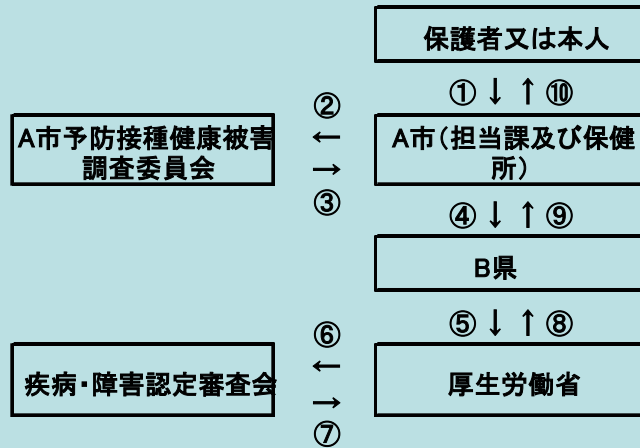 保護者又は本人
① ↓ ↑ ⑩
②
A市予防接種健康被害
調査委員会
←
→
A市（担当課及び保健
所）
③
④ ↓ ↑ ⑨
B県
⑤ ↓ ↑ ⑧
⑥
疾病・障害認定審査会
←
→
厚生労働省
⑦